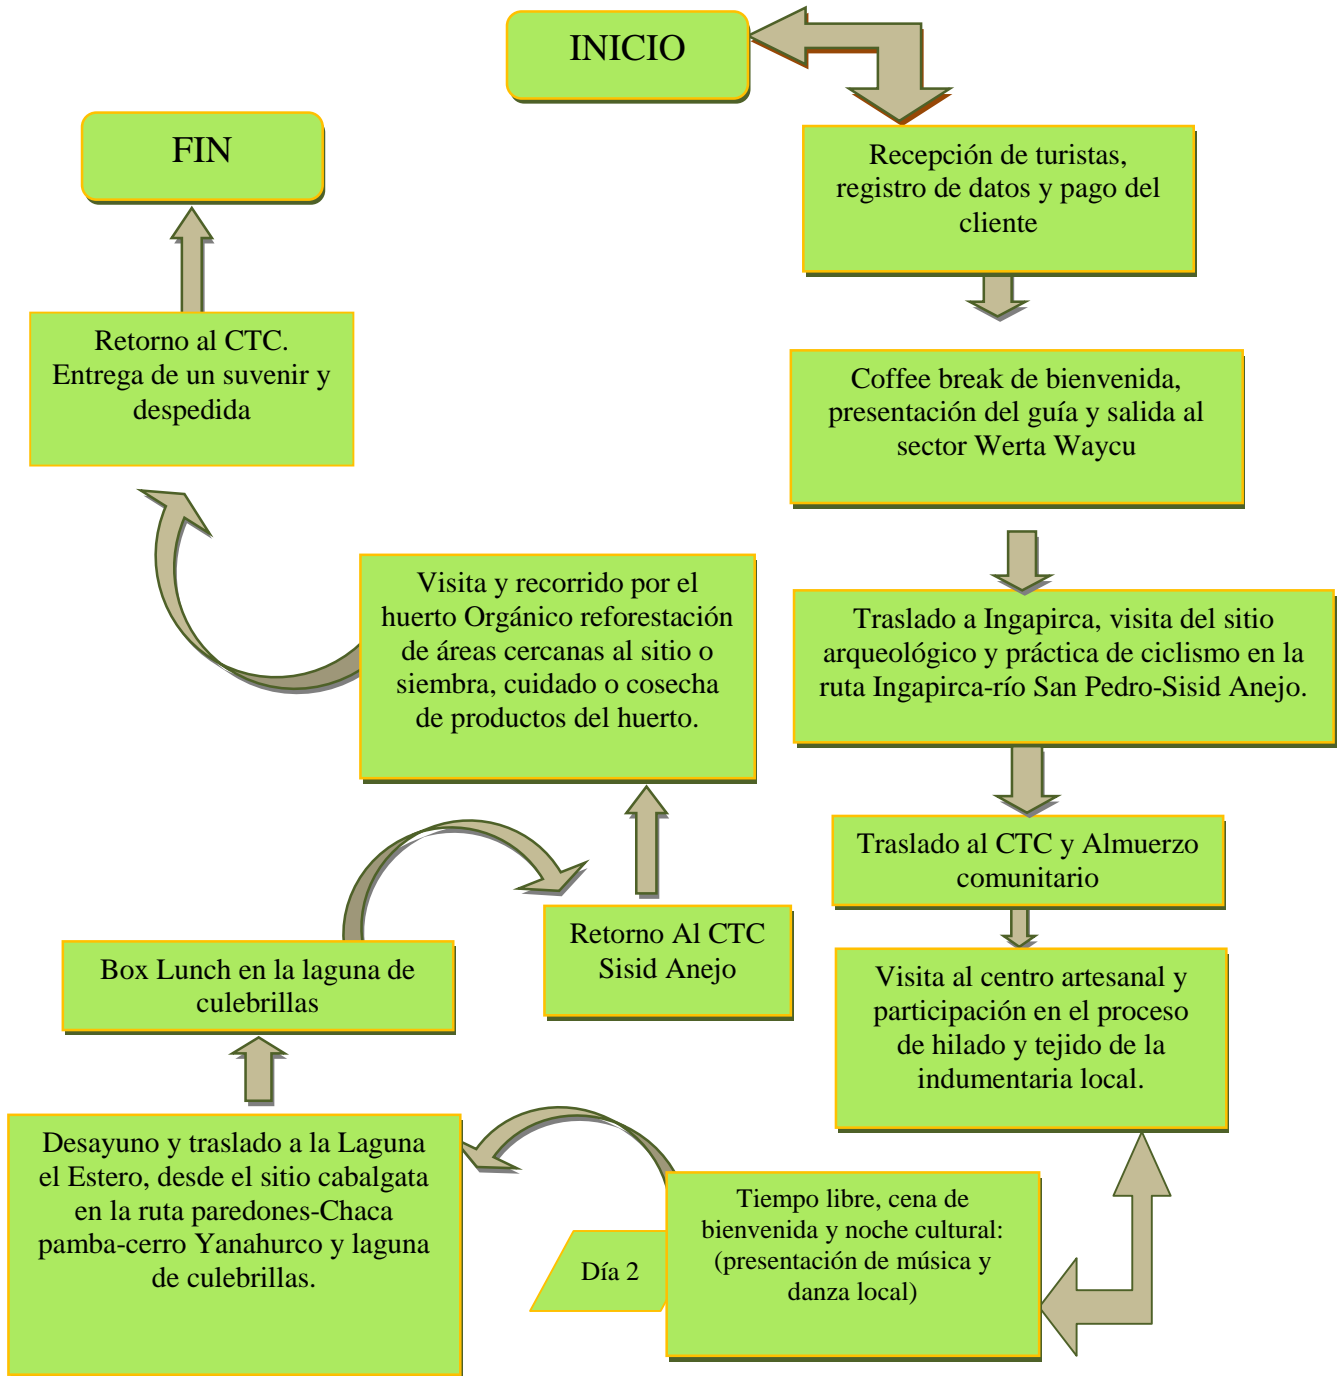 INICIO
Recepción de turistas,
registro de datos y pago del
cliente
Coffee break de bienvenida,
presentación del guía y salida al
sector Werta Waycu
Traslado a Ingapirca, visita del sitio
arqueológico y práctica de ciclismo en la
ruta Ingapirca-río San Pedro-Sisid Anejo.
Traslado al CTC y Almuerzo
comunitario
Visita al centro artesanal y
participación en el proceso
de hilado y tejido de la
indumentaria local.
Tiempo libre, cena de
bienvenida y noche cultural:
(presentación de música y
danza local)
Día 2
Desayuno y traslado a la Laguna
el Estero, desde el sitio cabalgata
en la ruta paredones-Chaca
pamba-cerro Yanahurco y laguna
de culebrillas.
Box Lunch en la laguna de
culebrillas
Retorno Al CTC
Sisid Anejo
Visita y recorrido por el
huerto Orgánico reforestación
de áreas cercanas al sitio o
siembra, cuidado o cosecha
de productos del huerto.
Retorno al CTC.
Entrega de un suvenir y
despedida
FIN